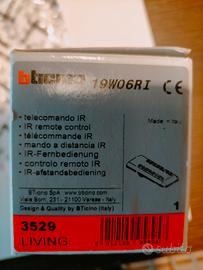 bticino
19W06RI CE
- telecomando IR
- IR remote control
- télécommande IR
- mando a distancia IR
- IR-Fernbedienung
- controlo remoto IR
- IR-afstandsbediening
Made in Italy
BTicino SpA www.bticino.com
Viale Borri, 231 - 21100 Varese - Italy
Design & Quality by BTicino (Italy)
1
3529
LIVING
subito